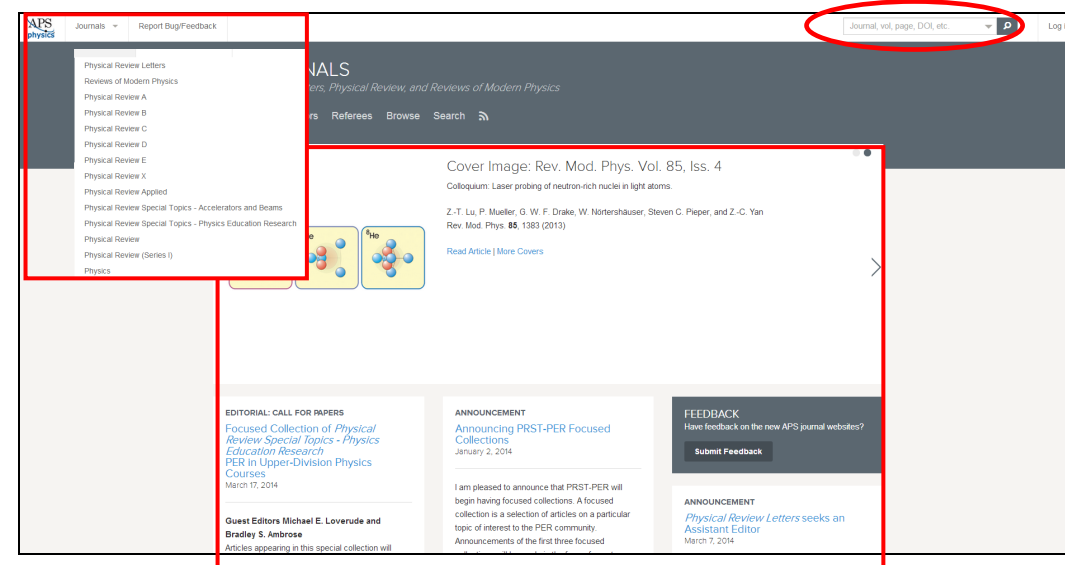 APS
physics
Journals
Report Bug/Feedback
Journal, vol, page, DOI, etc.
Log
Physical Review Letters
Reviews of Modern Physics
Physical Review A
Physical Review B
Physical Review C
Physical Review D
Physical Review E
Physical Review X
Physical Review Applied
Physical Review Special Topics - Accelerators and Beams
Physical Review Special Topics - Physics Education Research
Physical Review
Physical Review (Series I)
Physics
NALS
ers, Physical Review, and Reviews of Modern Physics
rs Referees Browse Search
Cover Image: Rev. Mod. Phys. Vol. 85, Iss. 4
Colloquium: Laser probing of neutron-rich nuclei in light atoms.
Z.-T. Lu, P. Mueller, G. W. F. Drake, W. Nörtershäuser, Steven C. Pieper, and Z.-C. Yan
Rev. Mod. Phys. 85, 1383 (2013)
Read Article | More Covers
e
8He
EDITORIAL: CALL FOR PAPERS
Focused Collection of Physical
Review Special Topics - Physics
Education Research
PER in Upper-Division Physics
Courses
March 17, 2014
Guest Editors Michael E. Loverude and
Bradley S. Ambrose
Articles appearing in this special collection will
ANNOUNCEMENT
Announcing PRST-PER Focused
Collections
January 2, 2014
I am pleased to announce that PRST-PER will
begin having focused collections. A focused
collection is a selection of articles on a particular
topic of interest to the PER community.
Announcements of the first three focused
FEEDBACK
Have feedback on the new APS journal websites?
Submit Feedback
ANNOUNCEMENT
Physical Review Letters seeks an
Assistant Editor
March 7, 2014